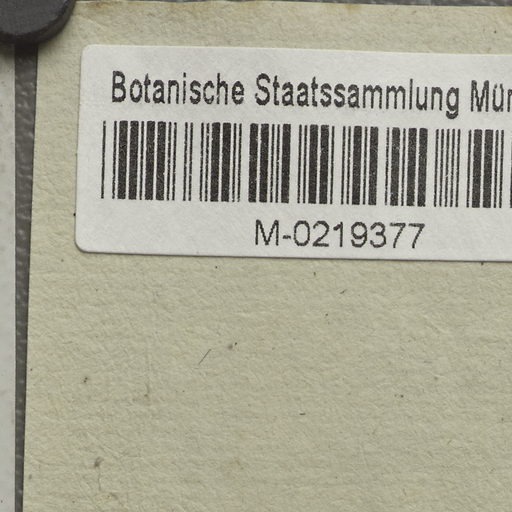 Botanische Staatssammlung Mün
M-0219377